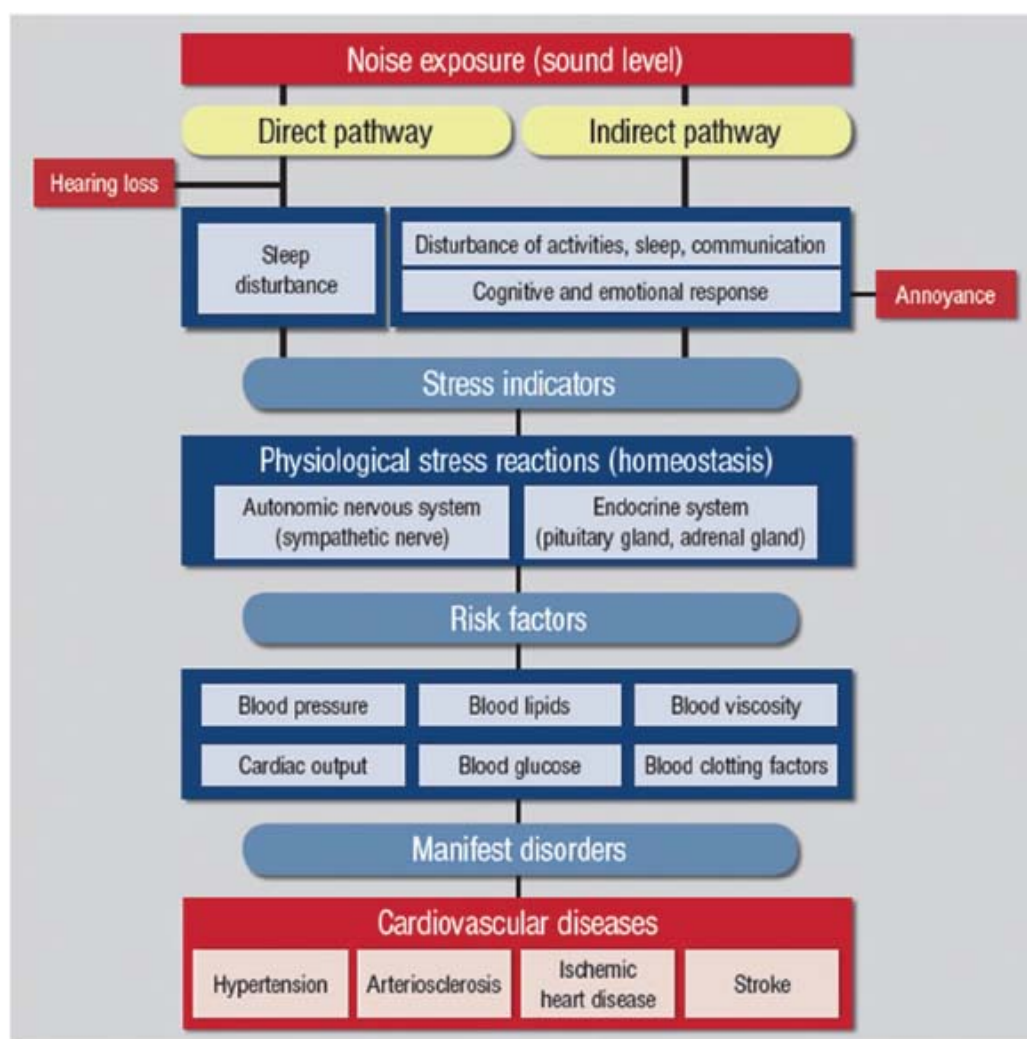 Noise exposure (sound level)
Direct pathway
Indirect pathway
Hearing loss
Sleep
disturbance
Disturbance of activities, sleep, communication
Cognitive and emotional response
Annoyance
Stress indicators
Physiological stress reactions (homeostasis)
Autonomic nervous system
(sympathetic nerve)
Endocrine system
(pituitary gland, adrenal gland)
Risk factors
Blood pressure
Blood lipids
Blood viscosity
Cardiac output
Blood glucose
Blood clotting factors
Manifest disorders
Cardiovascular diseases
Hypertension
Arteriosclerosis
Ischemic
heart disease
Stroke